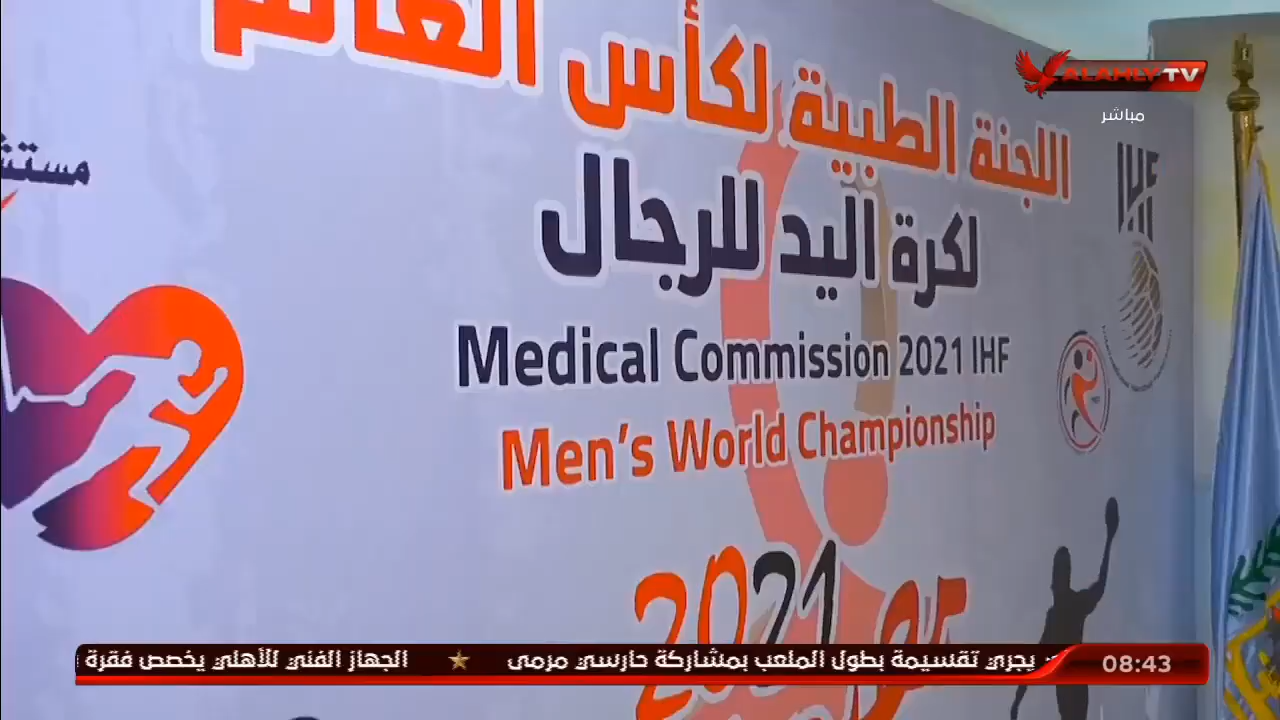 اللجنة الطبية لكأس العالم
لكرة اليد للرجال
Medical Commission 2021 IHF
Men's World Championship
2021
IHF
ALAHLY TV
مباشر
يجري تقسيمة بطول الملعب بمشاركة حارسي مرمى
الجهاز الفني للأهلي يخصص فقرة
08:43